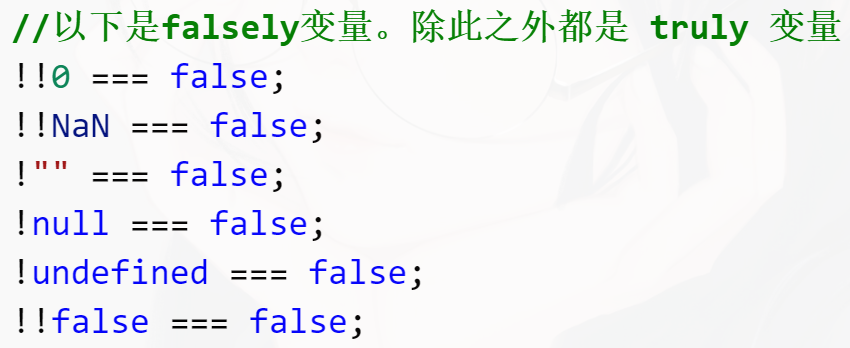 //以下是falsely变量。除此之外都是 truly 变量
!!0 === false;
!!NaN === false;
!"" === false;
!null === false;
!undefined === false;
!!false === false;